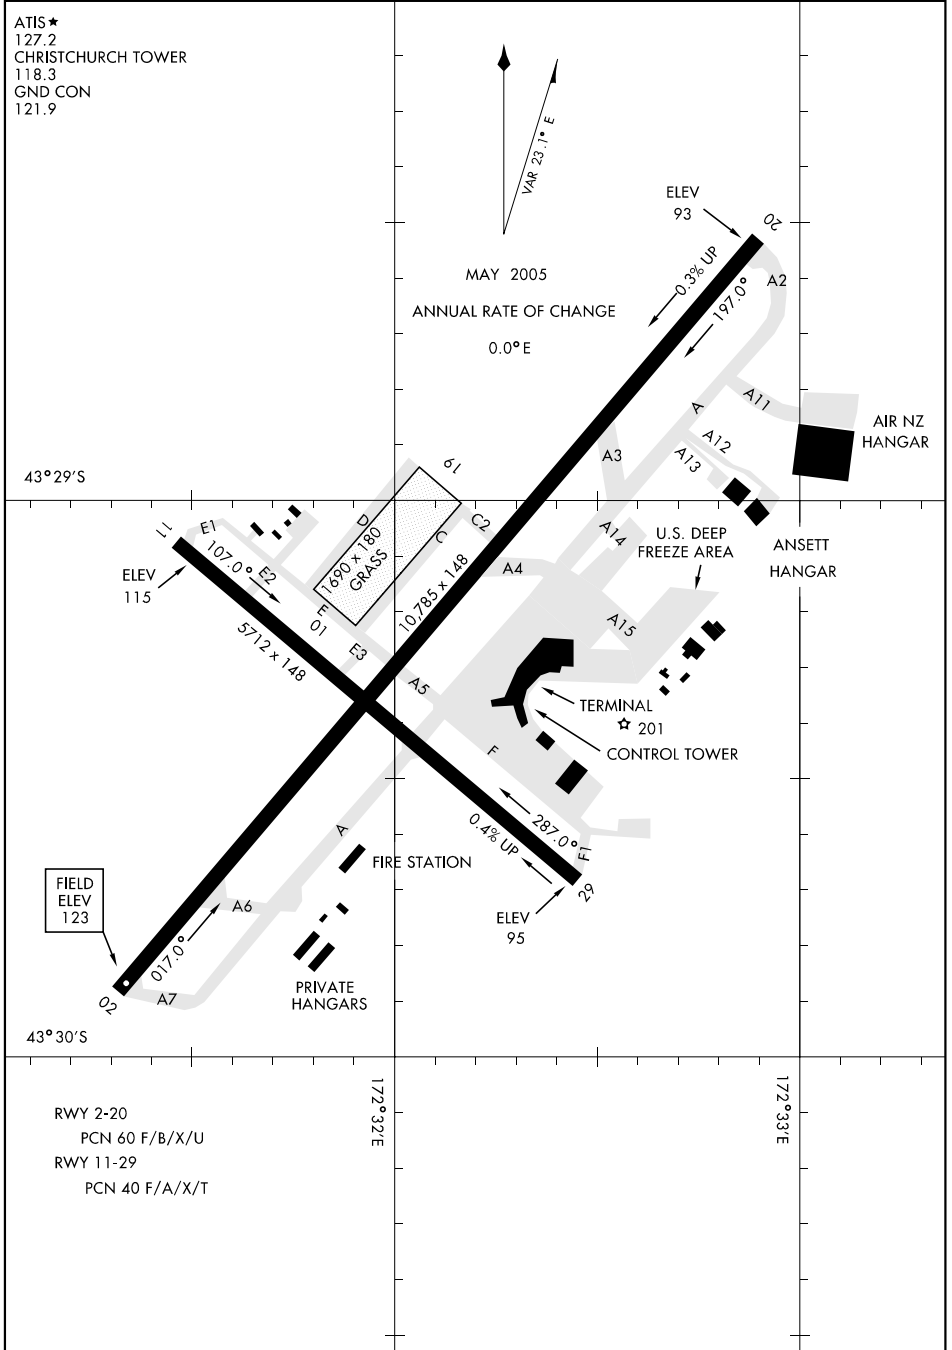 ATIS★
127.2
CHRISTCHURCH TOWER
118.3
GND CON
121.9
VAR 23.1° E
MAY 2005
ANNUAL RATE OF CHANGE
0.0° E
ELEV
93
20
0.3% UP
197.0°
A2
A
A11
AIR NZ
HANGAR
A12
A13
A3
43°29'S
19
D
1690 x 180
GRASS
C
C2
A14
U.S. DEEP
FREEZE AREA
ANSETT
HANGAR
11
E1
107.0°
E2
ELEV
115
5712 x 148
E
01
E3
10,785 x 148
A4
A15
A5
TERMINAL
201
CONTROL TOWER
F
287.0°
0.4% UP
F1
29
ELEV
95
A
FIRE STATION
FIELD
ELEV
123
A6
017.0°
02
A7
PRIVATE
HANGARS
43°30'S
172°32'E
172°33'E
RWY 2-20
PCN 60 F/B/X/U
RWY 11-29
PCN 40 F/A/X/T